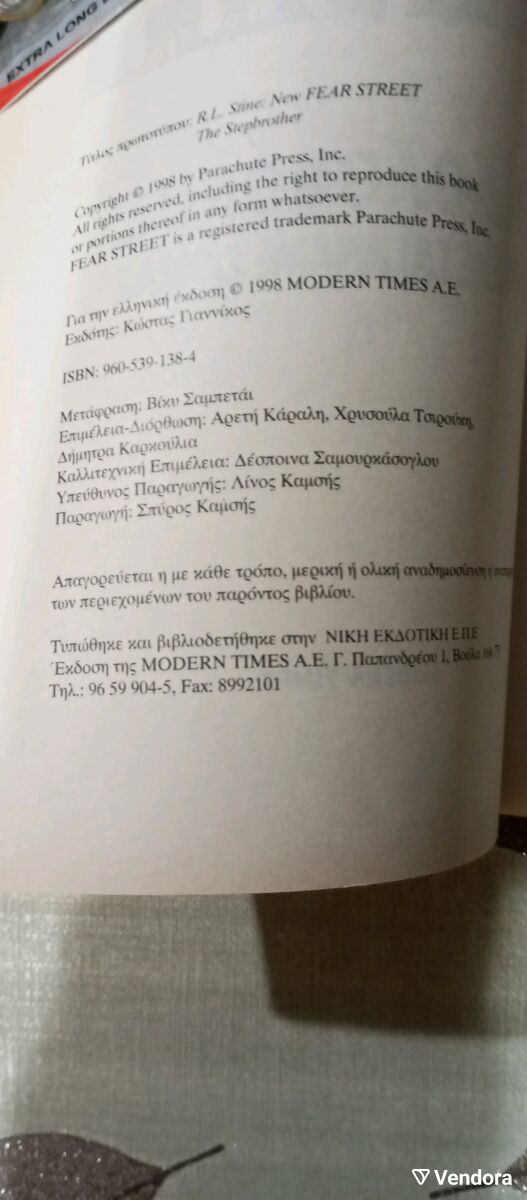 EXTRA LONG
Τίτλος πρωτοτύπου: R.L. Stine: New FEAR STREET
The Stepbrother
Copyright © 1998 by Parachute Press, Inc.
All rights reserved, including the right to reproduce this book
or portions thereof in any form whatsoever.
FEAR STREET is a registered trademark Parachute Press, Inc.
Για την ελληνική έκδοση © 1998 MODERN TIMES A.E.
Εκδότης: Κώστας Γιαννίκος
ISBN: 960-539-138-4
Μετάφραση: Βίκυ Σαμπετάι
Επιμέλεια-Διόρθωση: Αρετή Κάραλη, Χρυσούλα Τσιρούκη,
Δήμητρα Καρκούλια
Καλλιτεχνική Επιμέλεια: Δέσποινα Σαμουρκάσογλου
Υπεύθυνος Παραγωγής: Λίνος Καμσής
Παραγωγή: Σπύρος Καμσής
Απαγορεύεται η με κάθε τρόπο, μερική ή ολική αναδημοσίευση ή
των περιεχομένων του παρόντος βιβλίου.
Τυπώθηκε και βιβλιοδετήθηκε στην ΝΙΚΗ ΕΚΔΟΤΙΚΗ Ε.Π.Ε
Έκδοση της MODERN TIMES A.E. Γ. Παπανδρέου 1, Βούλα
Τηλ.: 96 59 904-5, Fax: 8992101
Vendora